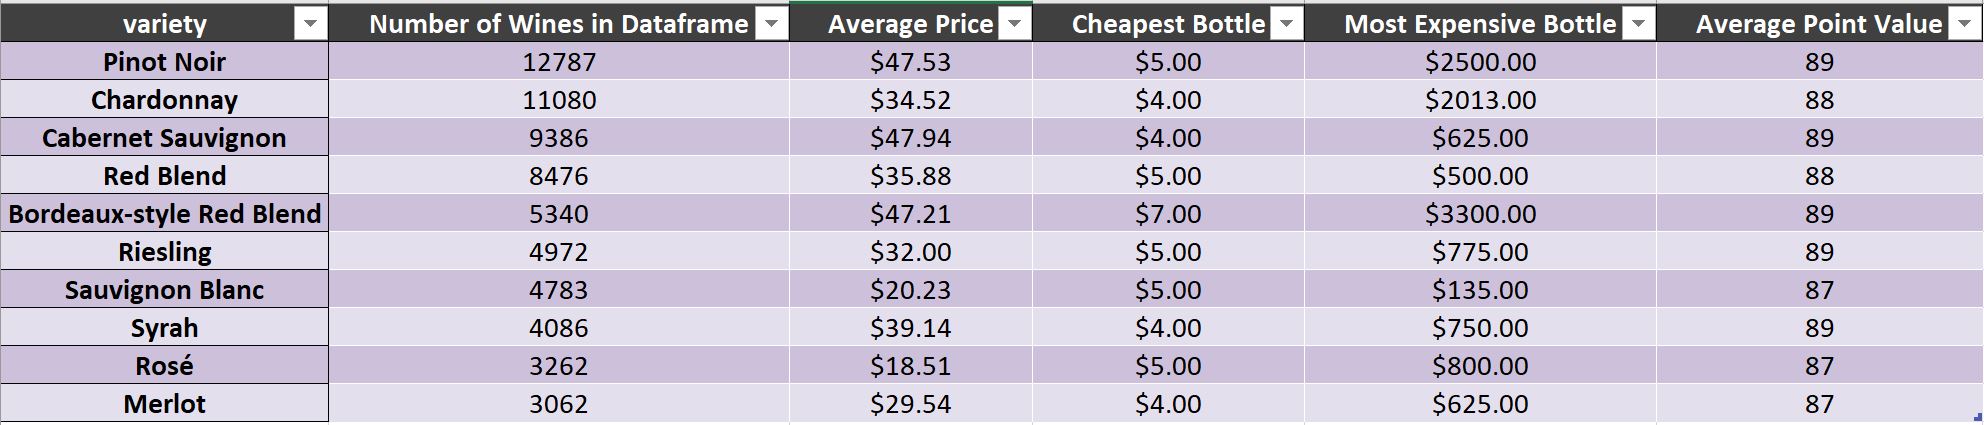 variety Number of Wines in Dataframe Average Price Cheapest Bottle Most Expensive Bottle Average Point Value
Pinot Noir 12787 $47.53 $5.00 $2500.00 89
Chardonnay 11080 $34.52 $4.00 $2013.00 88
Cabernet Sauvignon 9386 $47.94 $4.00 $625.00 89
Red Blend 8476 $35.88 $5.00 $500.00 88
Bordeaux-style Red Blend 5340 $47.21 $7.00 $3300.00 89
Riesling 4972 $32.00 $5.00 $775.00 89
Sauvignon Blanc 4783 $20.23 $5.00 $135.00 87
Syrah 4086 $39.14 $4.00 $750.00 89
Rosé 3262 $18.51 $5.00 $800.00 87
Merlot 3062 $29.54 $4.00 $625.00 87